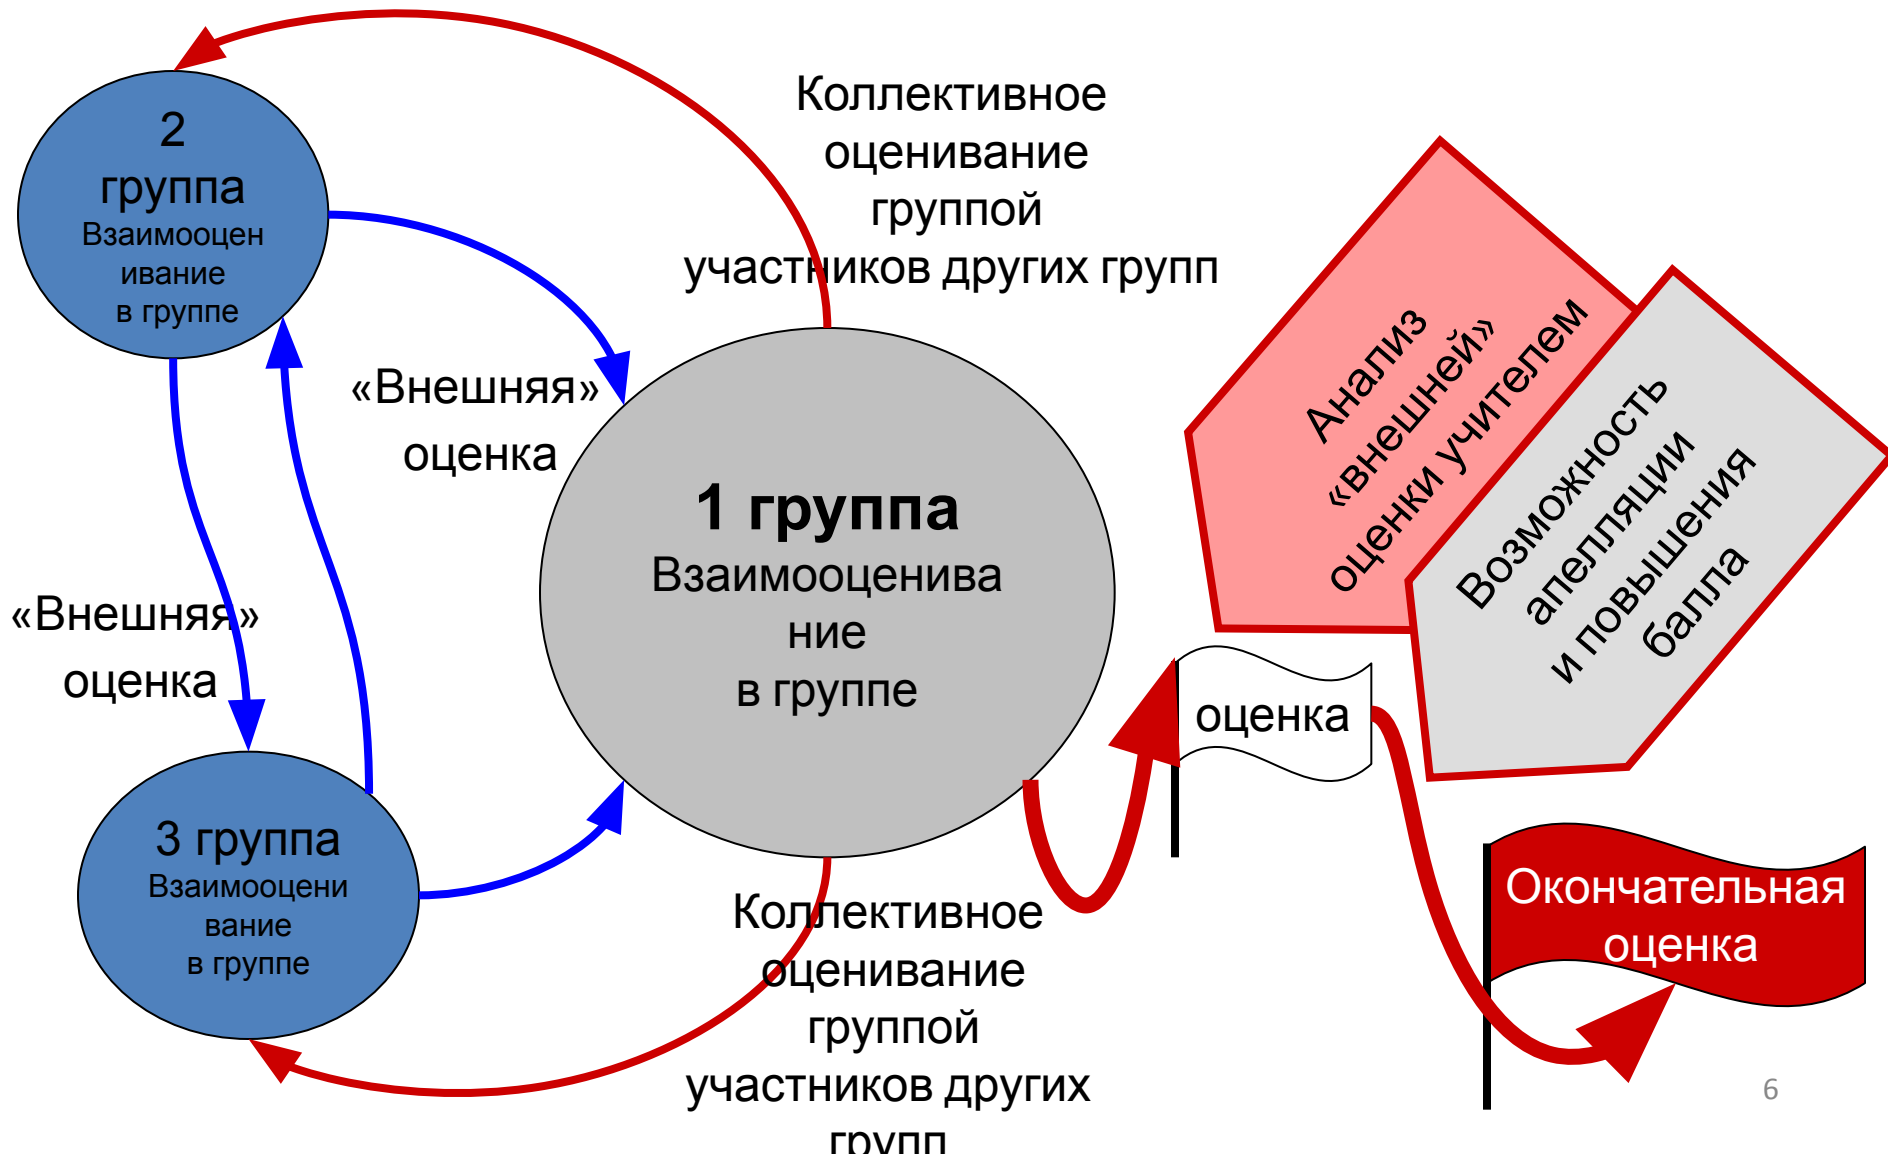 Коллективное
оценивание
группой
участников других групп
2
группа
Взаимооцен
ивание
в группе
«Внешняя»
оценка
1 группа
Взаимооценива
ние
в группе
Анализ
«внешней»
оценки учителем
Возможность
апелляции
и повышения
балла
«Внешняя»
оценка
оценка
3 группа
Взаимооцени
вание
в группе
Коллективное
оценивание
группой
участников других
групп
Окончательная
оценка
6